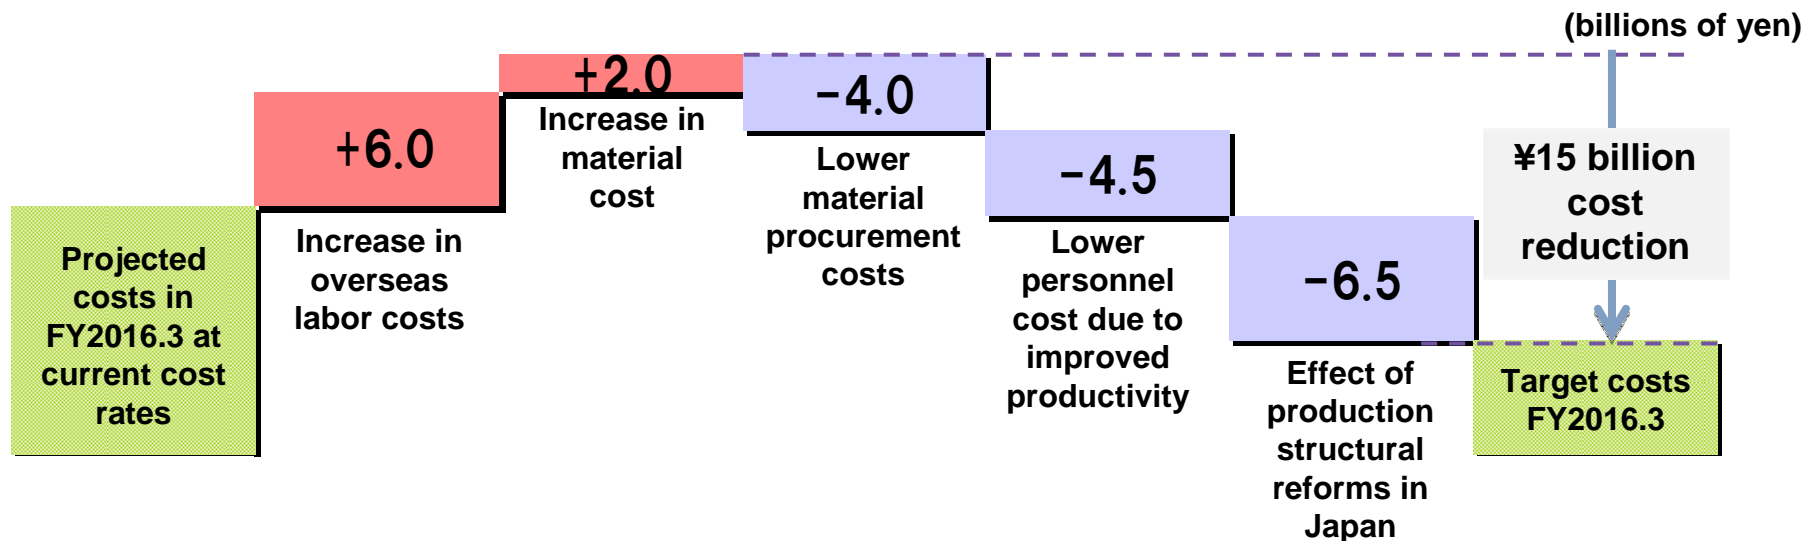 (billions of yen)
Projected
costs in
FY2016.3 at
current cost
rates
+6.0
Increase in
overseas
labor costs
+2.0
Increase in
material
cost
-4.0
Lower
material
procurement
costs
-4.5
Lower
personnel
cost due to
improved
productivity
-6.5
Effect of
production
structural
reforms in
Japan
¥15 billion
cost
reduction
Target costs
FY2016.3